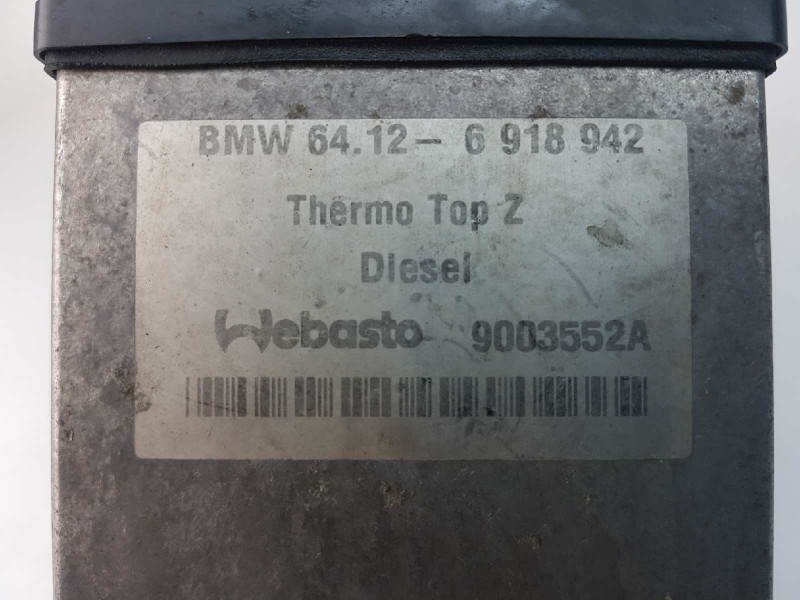 BMW 64.12 - 6 918 942
Thermo Top Z
Diesel
Webasto 9003552A